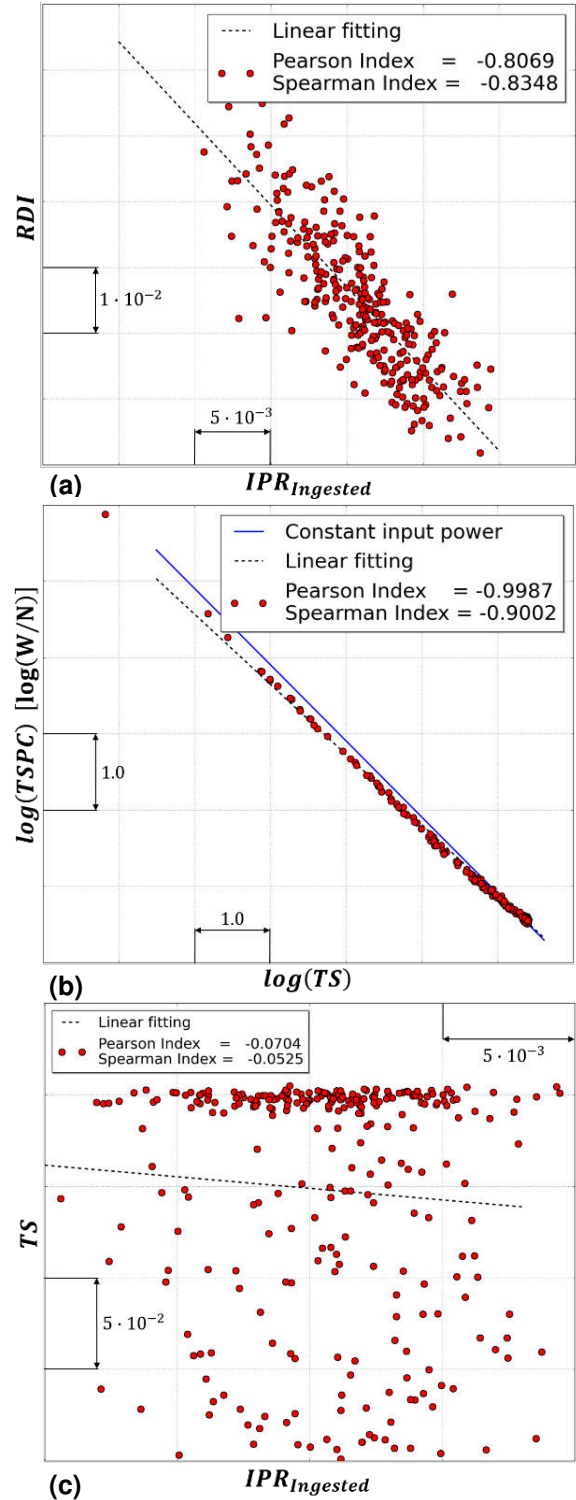 Linear fitting
Pearson Index = -0.8069
Spearman Index = -0.8348
RDI
1 · 10⁻²
5 · 10⁻³
(a)
IPR_Ingested
Constant input power
Linear fitting
Pearson Index = -0.9987
Spearman Index = -0.9002
log(TSPC) [log(W/N)]
1.0
1.0
log(TS)
(b)
Linear fitting
Pearson Index = -0.0704
Spearman Index = -0.0525
5 · 10⁻³
TS
5 · 10⁻²
(c)
IPR_Ingested